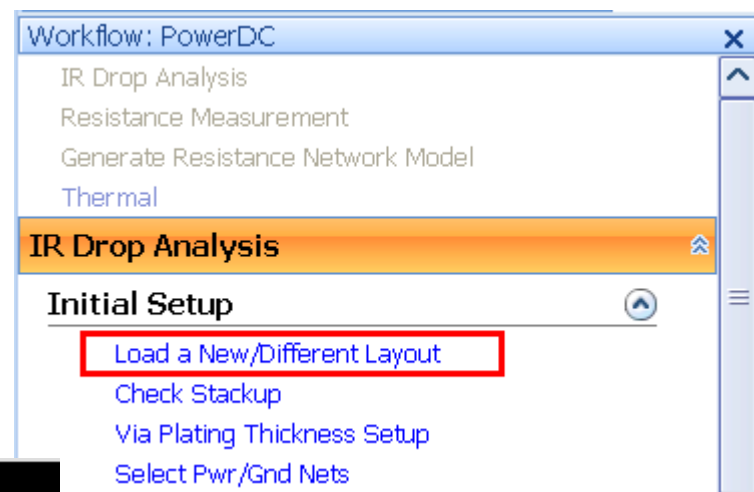 Workflow: PowerDC
IR Drop Analysis
Resistance Measurement
Generate Resistance Network Model
Thermal
IR Drop Analysis
Initial Setup
Load a New/Different Layout
Check Stackup
Via Plating Thickness Setup
Select Pwr/Gnd Nets